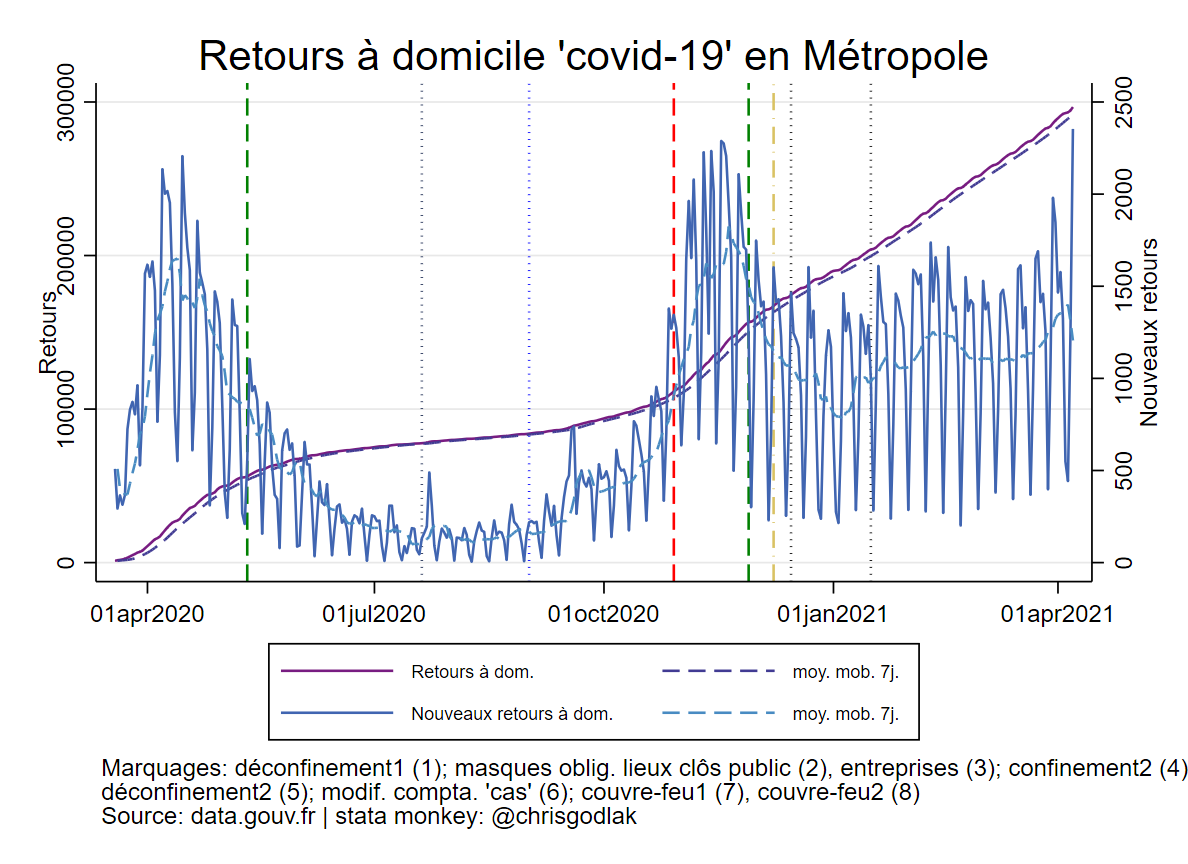 Retours à domicile 'covid-19' en Métropole
Retours
0
100000
200000
300000
Nouveaux retours
0
500
1000
1500
2000
2500
01apr2020
01jul2020
01oct2020
01jan2021
01apr2021
Retours à dom.
moy. mob. 7j.
Nouveaux retours à dom.
moy. mob. 7j.
Marquages: déconfinement1 (1); masques oblig. lieux clôs public (2), entreprises (3); confinement2 (4)
déconfinement2 (5); modif. compta. 'cas' (6); couvre-feu1 (7), couvre-feu2 (8)
Source: data.gouv.fr | stata monkey: @chrisgodlak